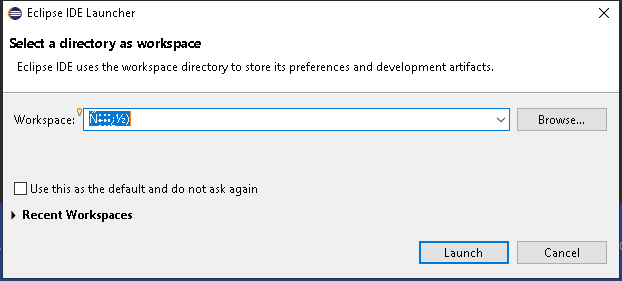 Eclipse IDE Launcher
Select a directory as workspace
Eclipse IDE uses the workspace directory to store its preferences and development artifacts.
Workspace:
Browse...
Use this as the default and do not ask again
Recent Workspaces
Launch
Cancel